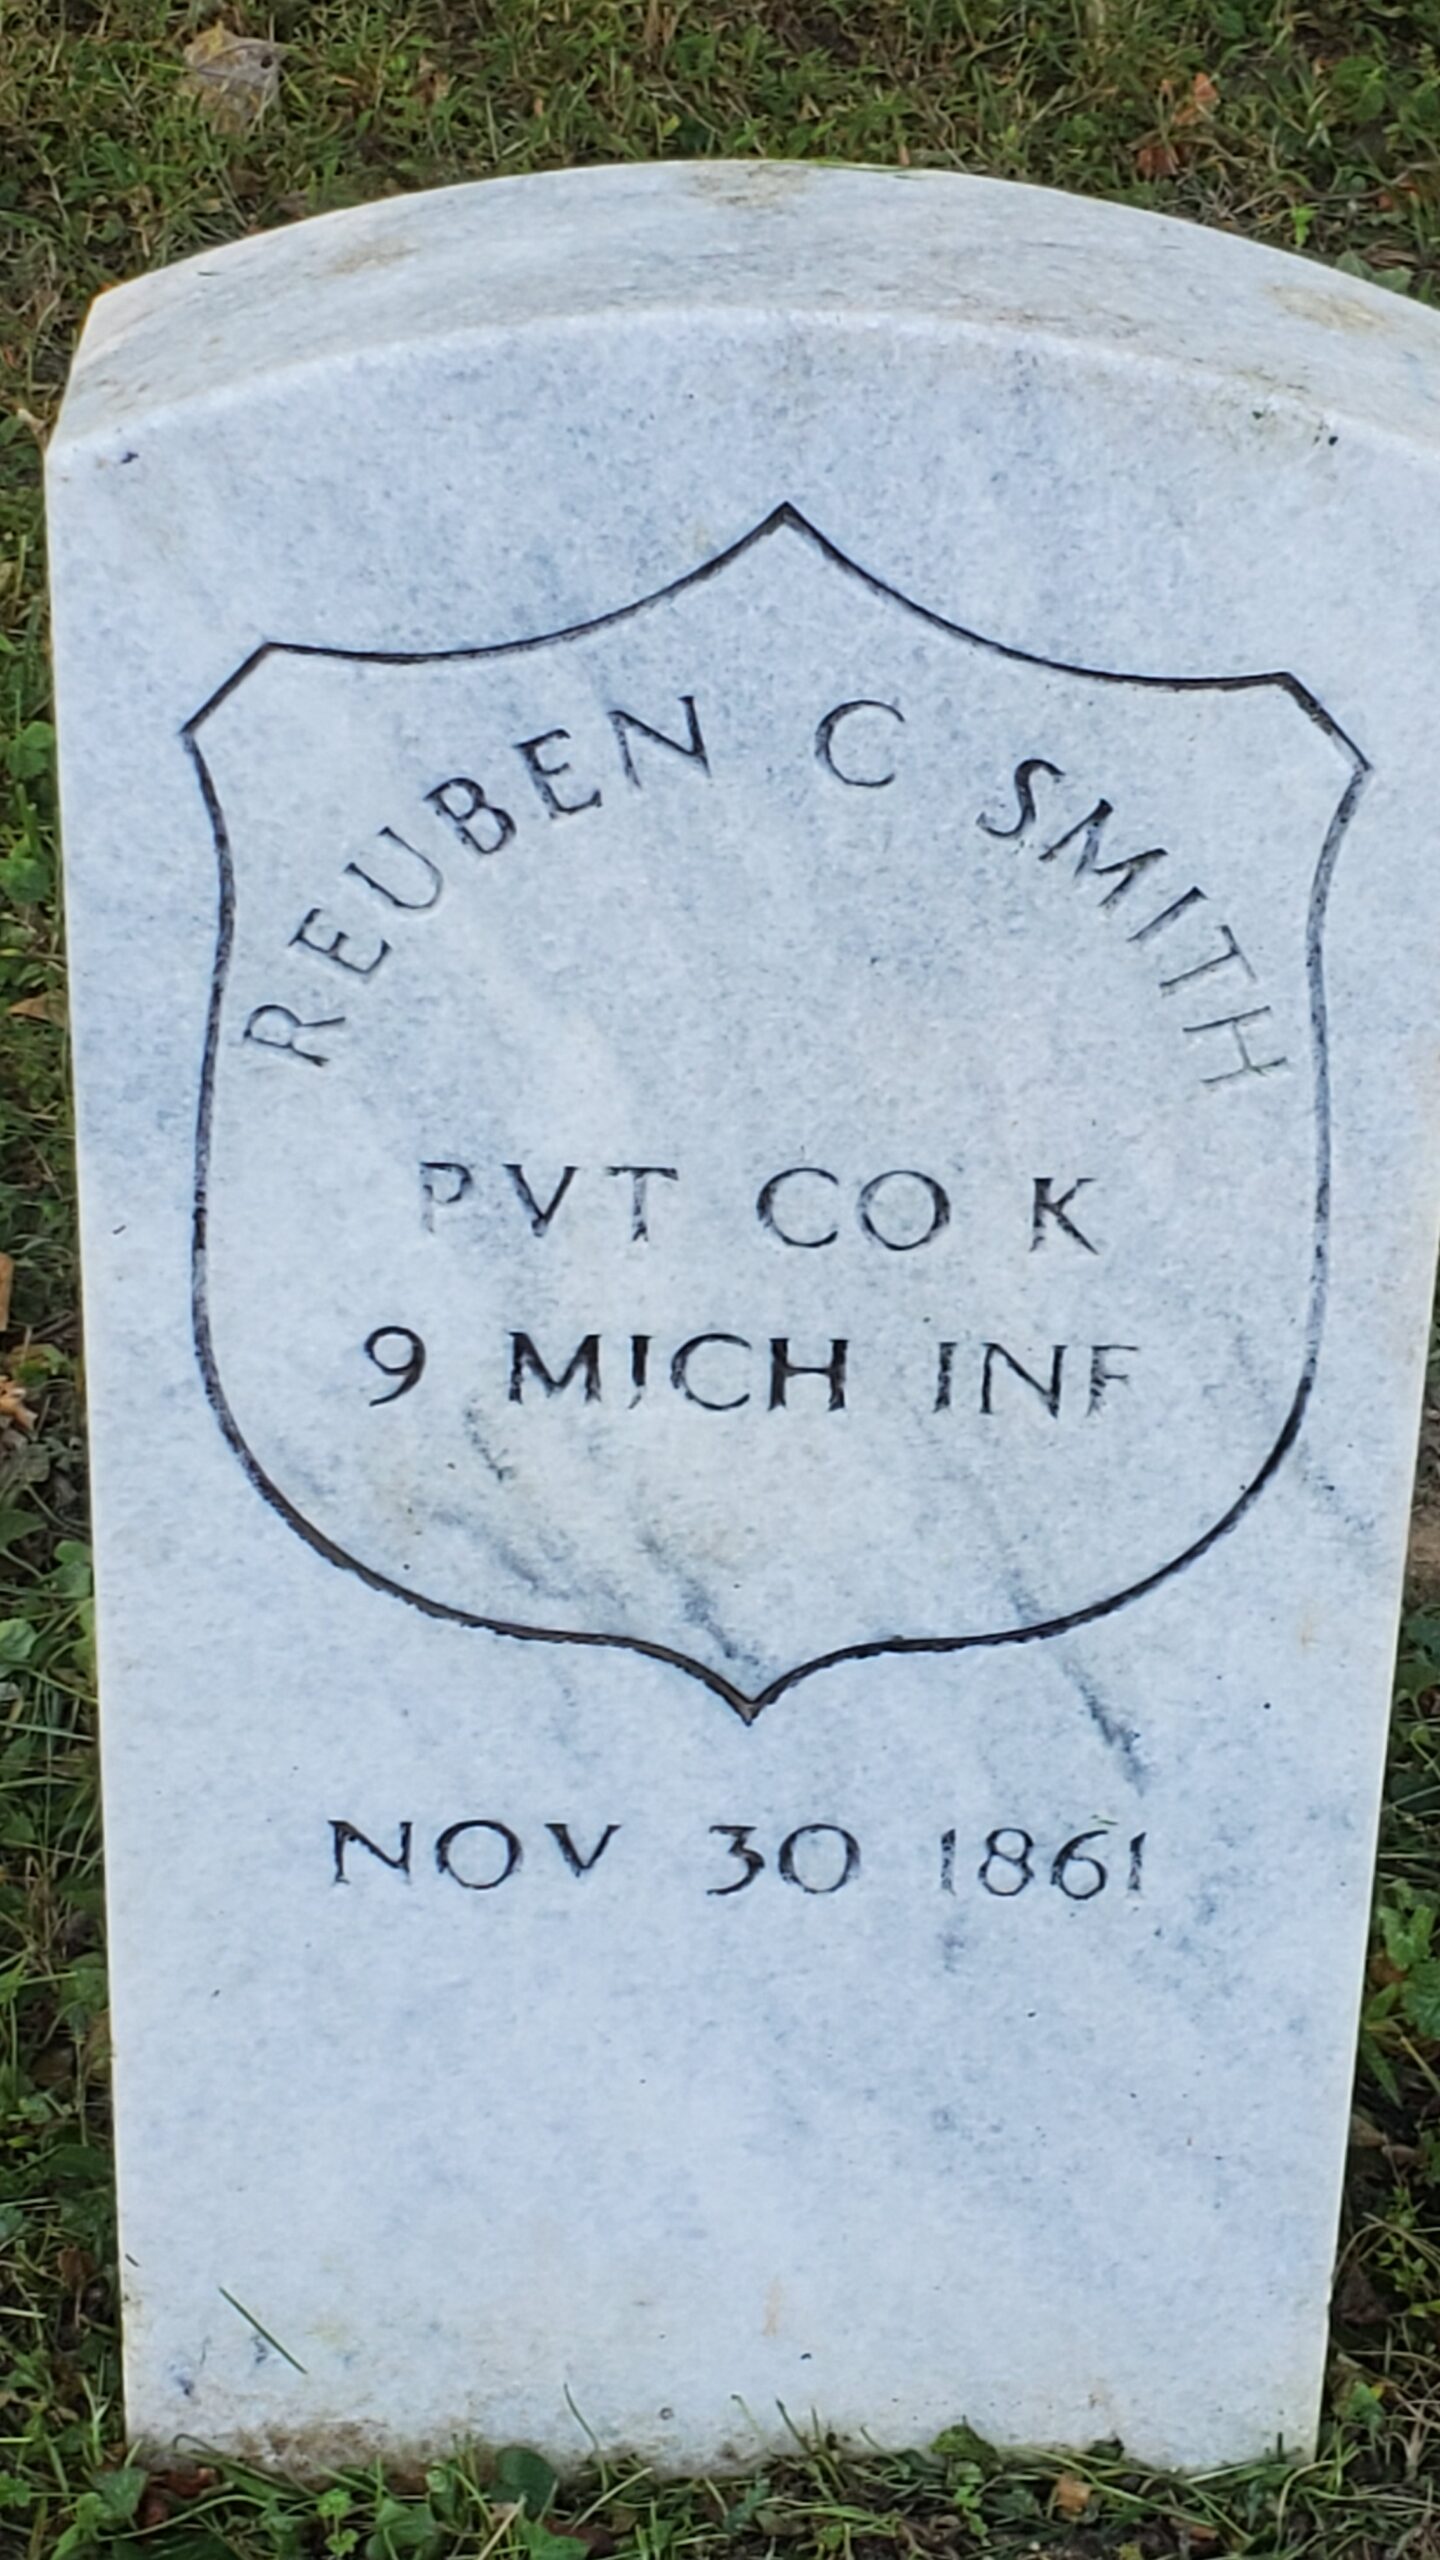 REUBEN C SMITH
PVT CO K
9 MICH INF
NOV 30 1861